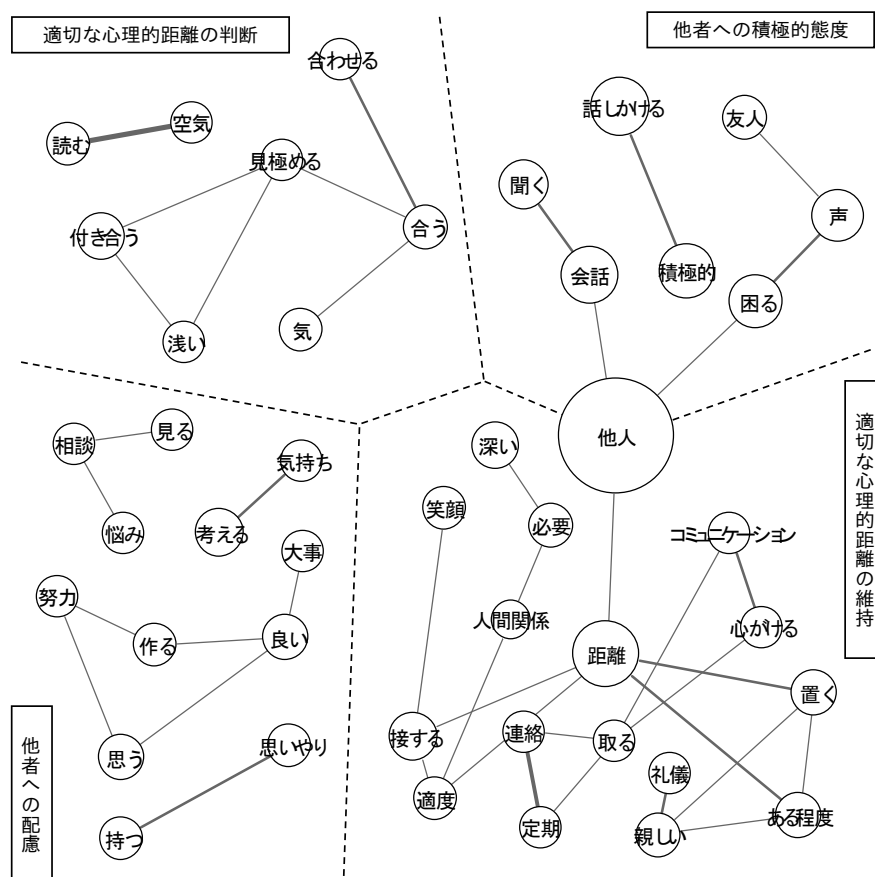 適切な心理的距離の判断
他者への積極的態度
合わせる
読む
空気
見極める
付き合う
合う
浅い
気
話しかける
友人
聞く
声
会話
積極的
困る
他人
相談
見る
気持ち
悩み
考える
大事
努力
作る
良い
思う
思いやり
持つ
他者への配慮
深い
笑顔
必要
コミュニケーション
人間関係
心がける
距離
置く
接する
連絡
取る
礼儀
適度
定期
親しい
ある程度
適切な心理的距離の維持